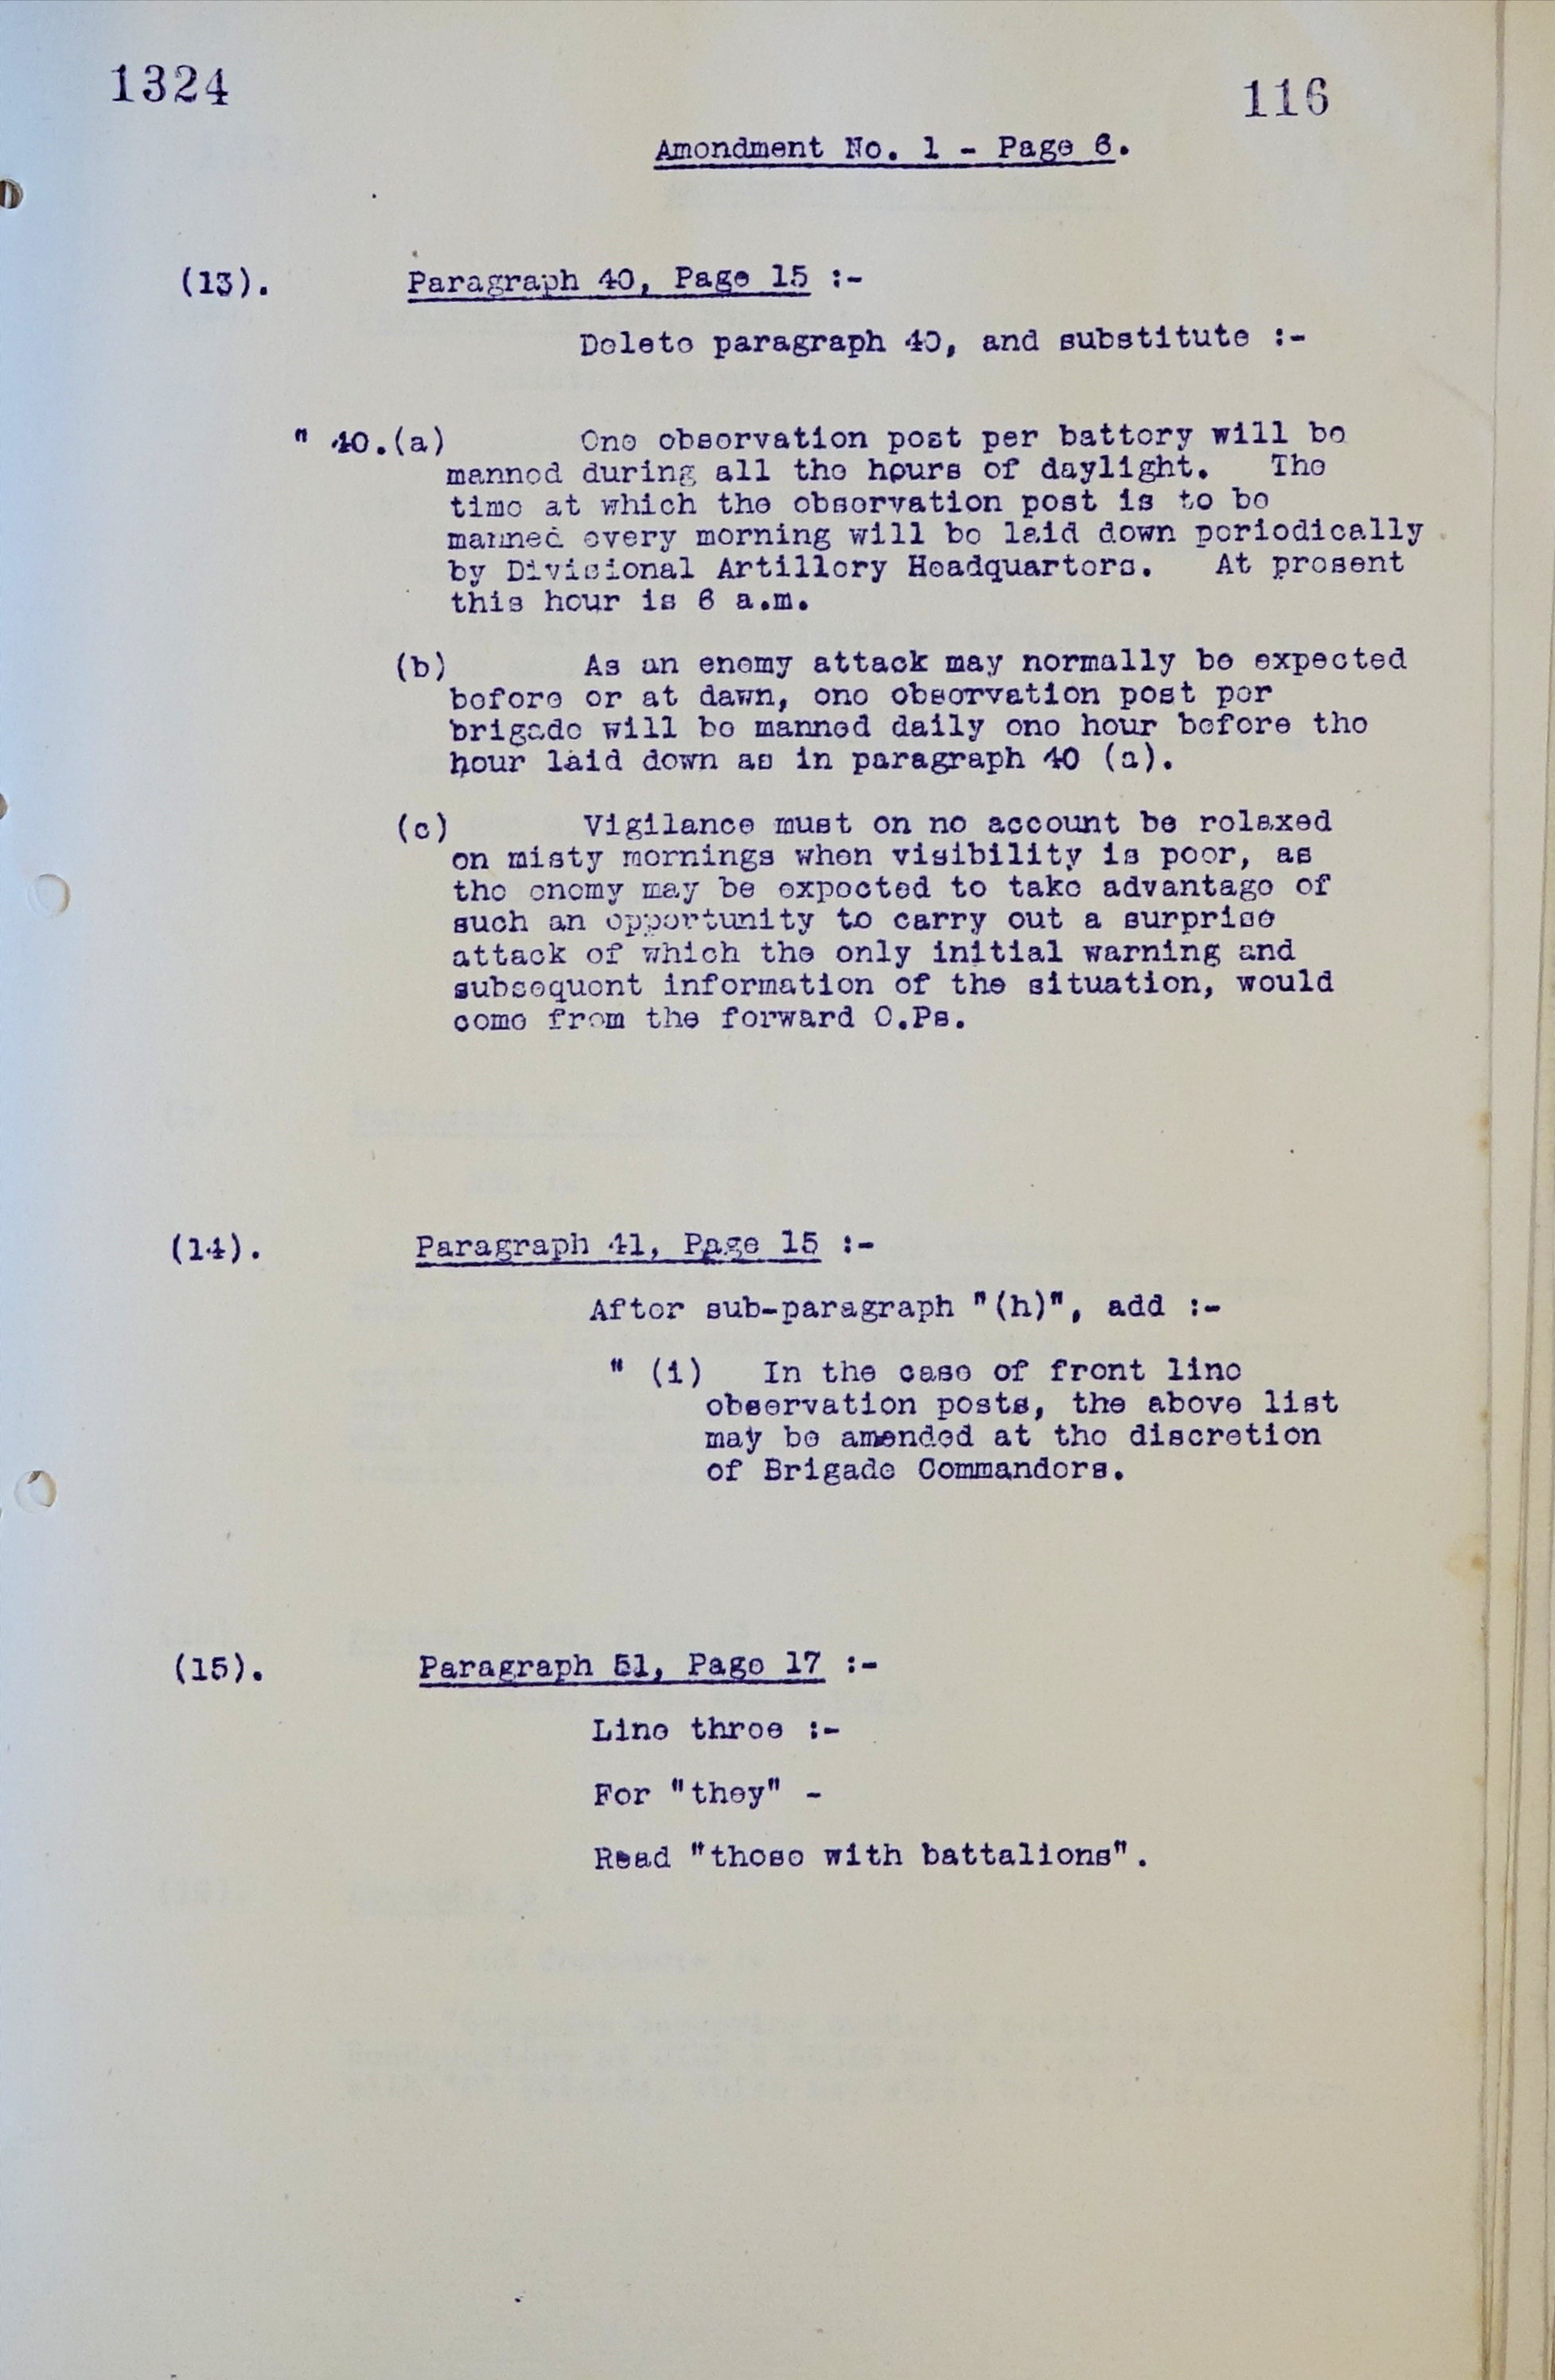 1324
116
Amendment No. 1 - Page 6.
(13). Paragraph 40, Page 15 :-
Delete paragraph 40, and substitute :-
" 40.(a) One observation post per battery will be
manned during all the hours of daylight. The
time at which the observation post is to be
manned every morning will be laid down periodically
by Divisional Artillery Headquarters. At present
this hour is 6 a.m.
(b) As an enemy attack may normally be expected
before or at dawn, one observation post per
brigade will be manned daily one hour before the
hour laid down as in paragraph 40 (a).
(c) Vigilance must on no account be relaxed
on misty mornings when visibility is poor, as
the enemy may be expected to take advantage of
such an opportunity to carry out a surprise
attack of which the only initial warning and
subsequent information of the situation, would
come from the forward O.Ps.
(14). Paragraph 41, Page 15 :-
After sub-paragraph "(h)", add :-
" (i) In the case of front line
observation posts, the above list
may be amended at the discretion
of Brigade Commanders.
(15). Paragraph 51, Page 17 :-
Line three :-
For "they" -
Read "those with battalions".